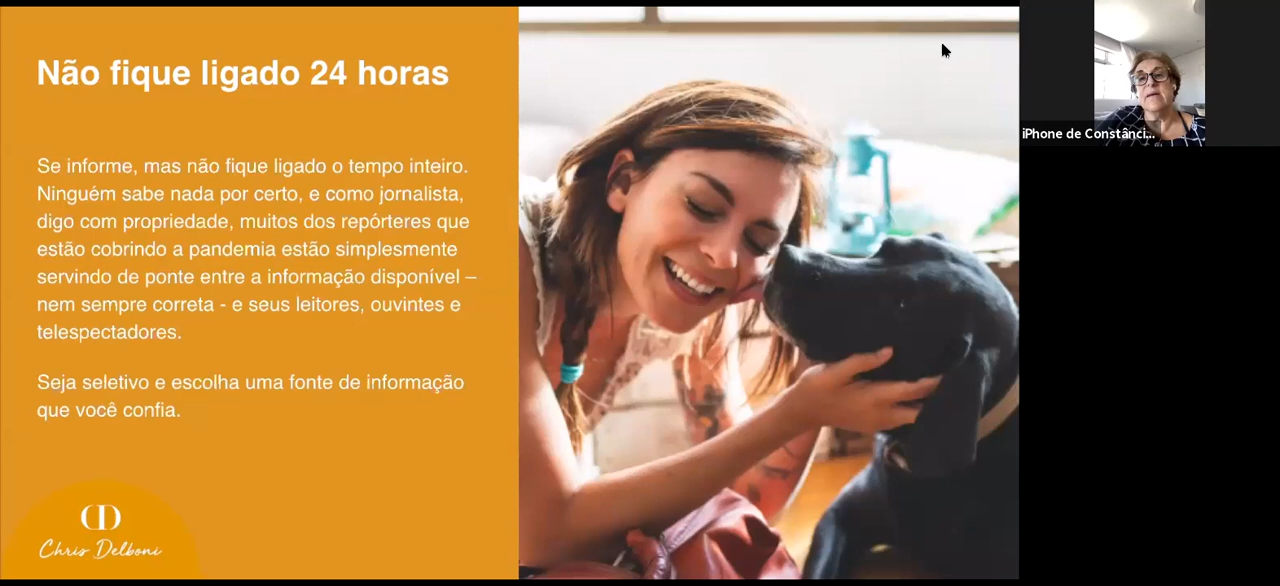 Não fique ligado 24 horas
Se informe, mas não fique ligado o tempo inteiro.
Ninguém sabe nada por certo, e como jornalista,
digo com propriedade, muitos dos repórteres que
estão cobrindo a pandemia estão simplesmente
servindo de ponte entre a informação disponível –
nem sempre correta - e seus leitores, ouvintes e
telespectadores.
Seja seletivo e escolha uma fonte de informação
que você confia.
CD
Chris Delboni
iPhone de Constânci...